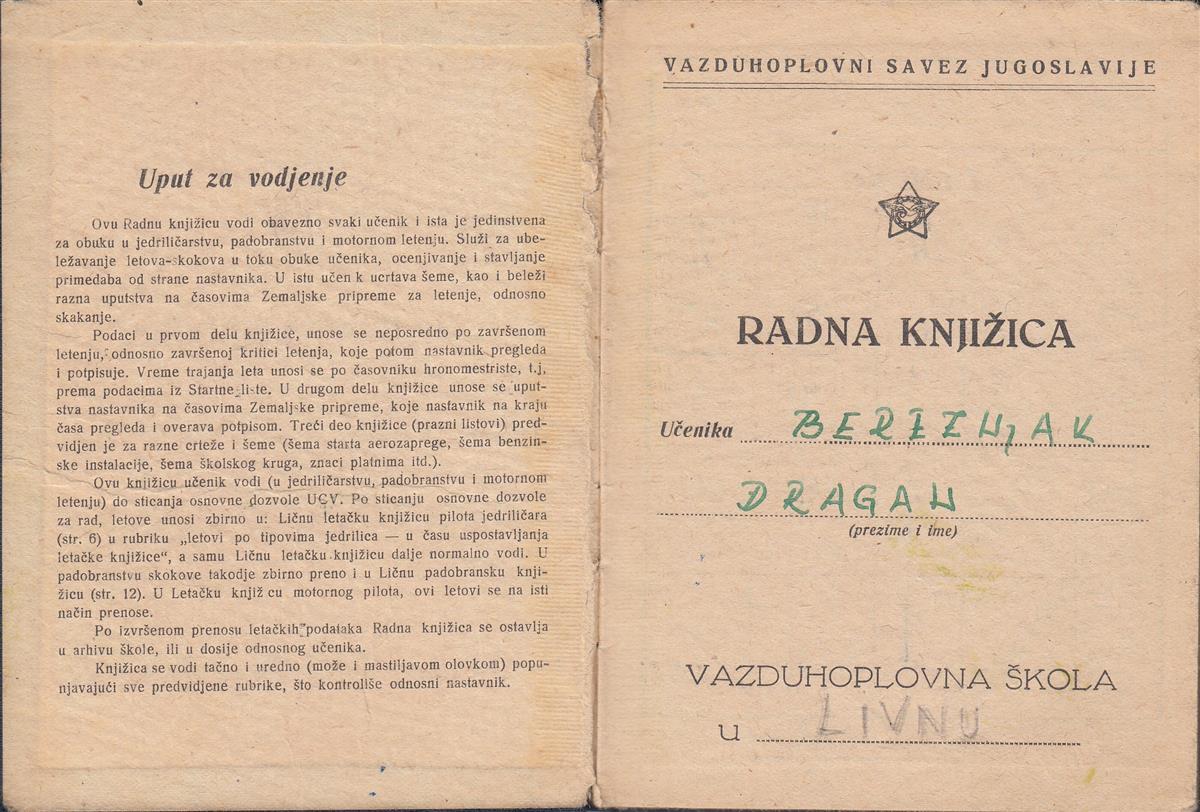 Uput za vodjenje
Ovu Radnu knjižicu vodi obavezno svaki učenik i ista je jedinstvena
za obuku u jedriličarstvu, padobranstvu i motornom letenju. Služi za ube-
ležavanje letova-skokova u toku obuke učenika, ocenjivanje i stavljanje
primedaba od strane nastavnika. U istu učen k ucrtava šeme, kao i beleži
razna uputstva na časovima Zemaljske pripreme za letenje, odnosno
skakanje.
Podaci u prvom delu knjižice, unose se neposredno po završenom
letenju, odnosno završenoj kritici letenja, koje potom nastavnik pregleda
i potpisuje. Vreme trajanja leta unosi se po časovniku hronomestriste, t.j,
prema podacima iz Startne liste. U drugom delu knjižice unose se uput-
stva nastavnika na časovima Zemaljske pripreme, koje nastavnik na kraju
časa pregleda i overava potpisom. Treći deo knjižice (prazni listovi) pred-
vidjen je za razne crteže i šeme (šema starta aerozaprege, šema benzin-
ske instalacije, šema školskog kruga, znaci platnima itd.).
Ovu knjižicu učenik vodi (u jedriličarstvu, padobranstvu i motornom
letenju) do sticanja osnovne dozvole UCV. Po sticanju osnovne dozvole
za rad, letove unosi zbirno u: Ličnu letačku knjižicu pilota jedriličara
(str. 6) u rubriku „letovi po tipovima jedrilica — u času uspostavljanja
letačke knjižice“, a samu Ličnu letačku knjižicu dalje normalno vodi. U
padobranstvu skokove takodje zbirno preno i u Ličnu padobransku knji-
žicu (str. 12). U Letačku knjiž cu motornog pilota, ovi letovi se na isti
način prenose.
Po izvršenom prenosu letačkih podataka Radna knjižica se ostavlja
u arhivu škole, ili u dosije odnosnog učenika.
Knjižica se vodi tačno i uredno (može i mastiljavom olovkom) popu-
njavajući sve predvidjene rubrike, što kontroliše odnosni nastavnik.
VAZDUHOPLOVNI SAVEZ JUGOSLAVIJE
RADNA KNJIŽICA
Učenika BEREZNJAK
DRAGAN
(prezime i ime)
VAZDUHOPLOVNA ŠKOLA
u LIVNU